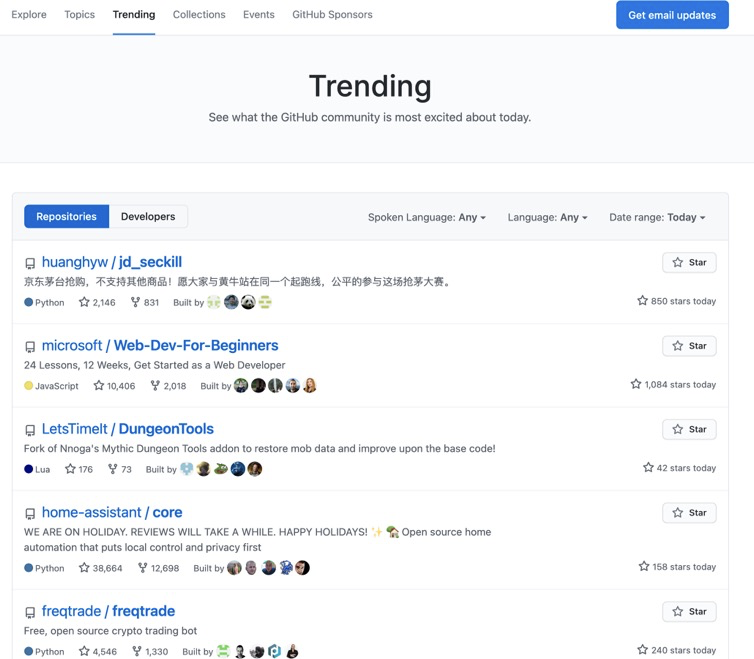 Explore Topics Trending Collections Events GitHub Sponsors Get email updates
Trending
See what the GitHub community is most excited about today.
Repositories Developers Spoken Language: Any Language: Any Date range: Today
huanghyw / jd_seckill Star
京东茅台抢购，不支持其他商品！愿大家与黄牛站在同一个起跑线，公平的参与这场抢茅大赛。
Python 2,146 831 Built by 850 stars today
microsoft / Web-Dev-For-Beginners Star
24 Lessons, 12 Weeks, Get Started as a Web Developer
JavaScript 10,406 2,018 Built by 1,084 stars today
LetsTimeIt / DungeonTools Star
Fork of Nnoga's Mythic Dungeon Tools addon to restore mob data and improve upon the base code!
Lua 176 73 Built by 42 stars today
home-assistant / core Star
WE ARE ON HOLIDAY. REVIEWS WILL TAKE A WHILE. HAPPY HOLIDAYS! ✨ 🏡 Open source home
automation that puts local control and privacy first
Python 38,664 12,698 Built by 158 stars today
freqtrade / freqtrade Star
Free, open source crypto trading bot
Python 4,546 1,330 Built by 240 stars today